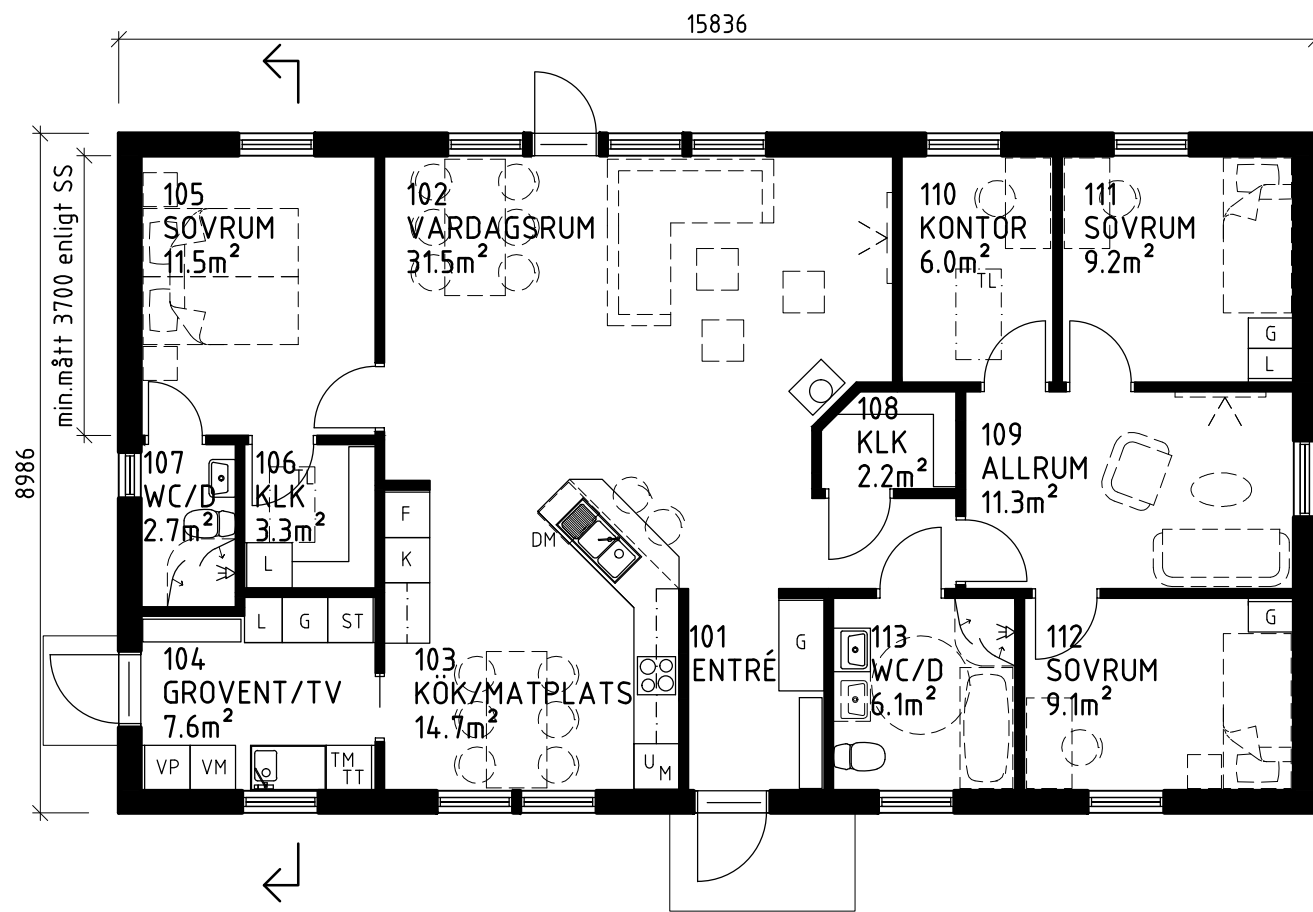 15836
8986
min.mått 3700 enligt SS
105
SOVRUM
11.5m²
102
VARDAGSRUM
31.5m²
110
KONTOR
6.0m²
TL
111
SOVRUM
9.2m²
G
L
107
WC/D
2.7m²
106
KLK
3.3m²
TL
L
F
K
DM
108
KLK
2.2m²
109
ALLRUM
11.3m²
L
G
ST
104
GROVENT/TV
7.6m²
VP
VM
TM
TT
103
KÖK/MATPLATS
14.7m²
U
M
101
ENTRÉ
G
113
WC/D
6.1m²
112
SOVRUM
9.1m²
G